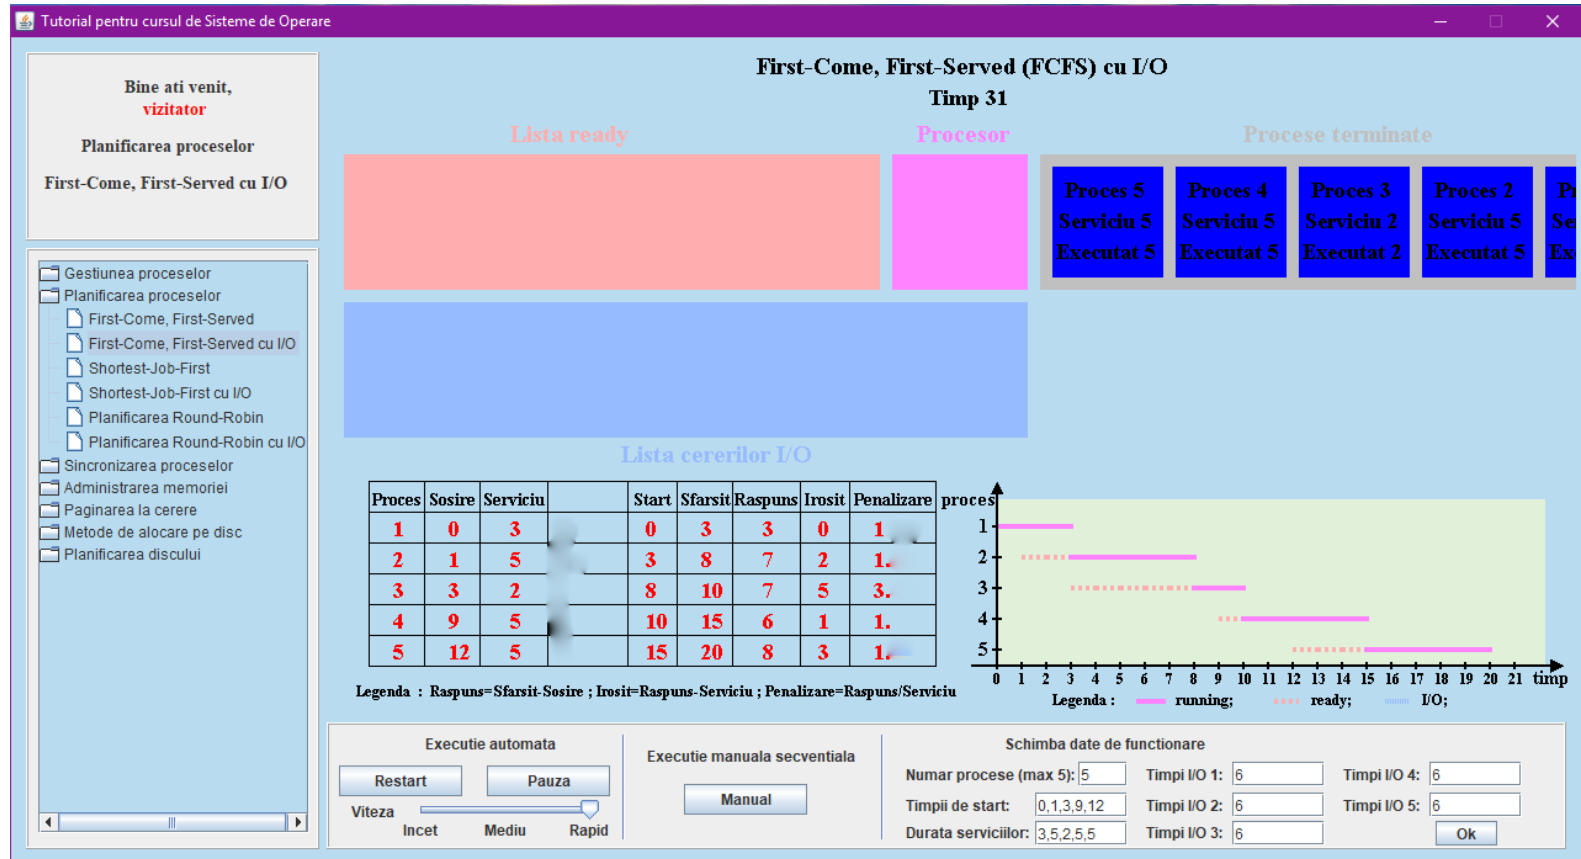 Tutorial pentru cursul de Sisteme de Operare
Bine ati venit,
vizitator
Planificarea proceselor
First-Come, First-Served cu I/O
Gestiunea proceselor
Planificarea proceselor
First-Come, First-Served
First-Come, First-Served cu I/O
Shortest-Job-First
Shortest-Job-First cu I/O
Planificarea Round-Robin
Planificarea Round-Robin cu I/O
Sincronizarea proceselor
Administrarea memoriei
Paginarea la cerere
Metode de alocare pe disc
Planificarea discului
First-Come, First-Served (FCFS) cu I/O
Timp 31
Lista ready
Procesor
Procese terminate
Proces 5
Serviciu 5
Executat 5
Proces 4
Serviciu 5
Executat 5
Proces 3
Serviciu 2
Executat 2
Proces 2
Serviciu 5
Executat 5
Lista cererilor I/O
Proces Sosire Serviciu Start Sfarsit Raspuns Irosit Penalizare
1 0 3 0 3 3 0 1
2 1 5 3 8 7 2 1.
3 3 2 8 10 7 5 3.
4 9 5 10 15 6 1 1.
5 12 5 15 20 8 3 1.
Legenda : Raspuns=Sfarsit-Sosire ; Irosit=Raspuns-Serviciu ; Penalizare=Raspuns/Serviciu
proces
1
2
3
4
5
0 1 2 3 4 5 6 7 8 9 10 11 12 13 14 15 16 17 18 19 20 21 timp
Legenda : running; ready; I/O;
Executie automata
Restart Pauza
Viteza
Incet Mediu Rapid
Executie manuala secventiala
Manual
Schimba date de functionare
Numar procese (max 5): 5 Timpi I/O 1: 6 Timpi I/O 4: 6
Timpii de start: 0,1,3,9,12 Timpi I/O 2: 6 Timpi I/O 5: 6
Durata serviciilor: 3,5,2,5,5 Timpi I/O 3: 6 Ok